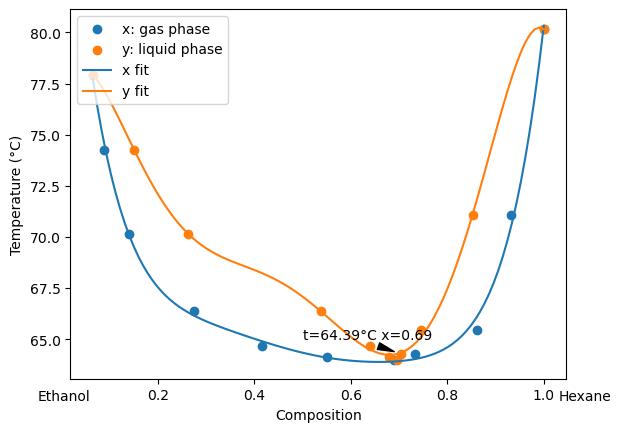 x: gas phase
y: liquid phase
x fit
y fit
80.0
77.5
75.0
72.5
70.0
67.5
65.0
Temperature (°C)
t=64.39°C x=0.69
Ethanol
0.2
0.4
0.6
0.8
1.0
Hexane
Composition